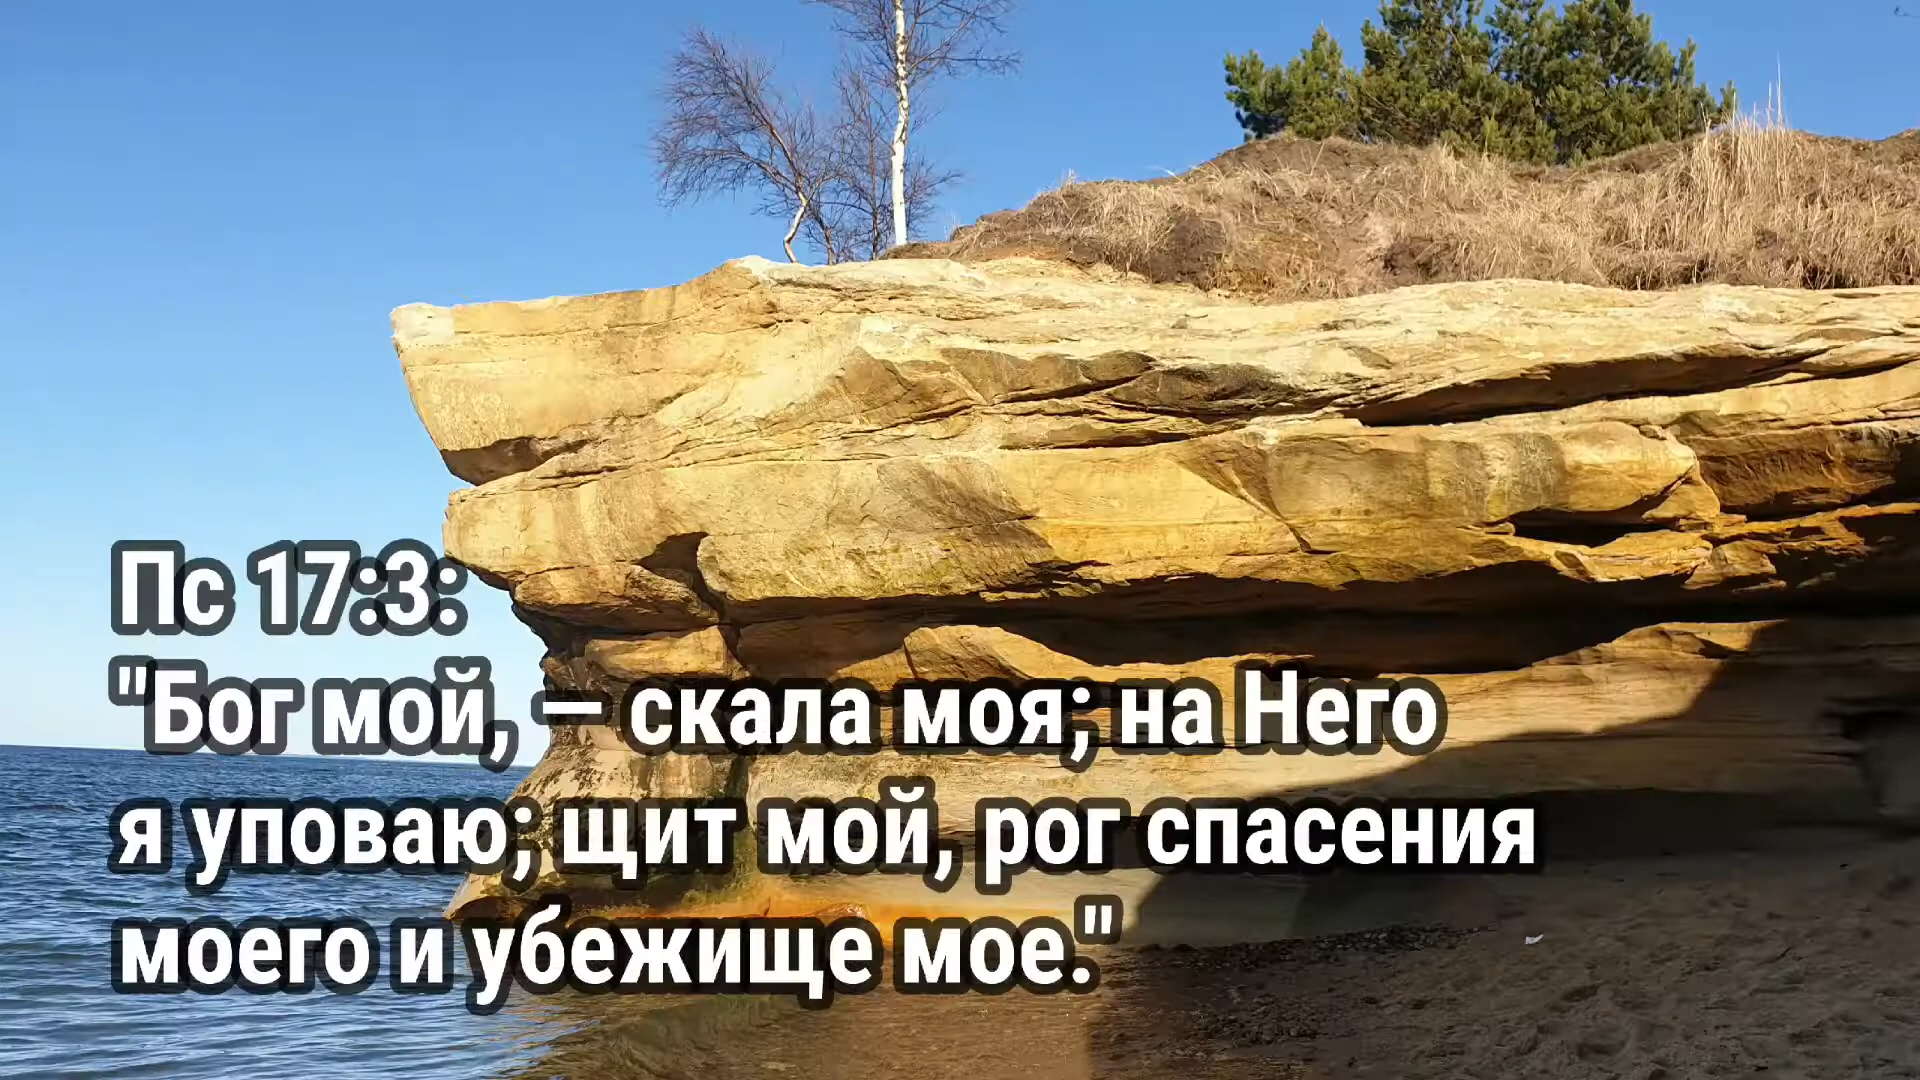 Пс 17:3:
"Бог мой, — скала моя; на Него
я уповаю; щит мой, рог спасения
моего и убежище мое."